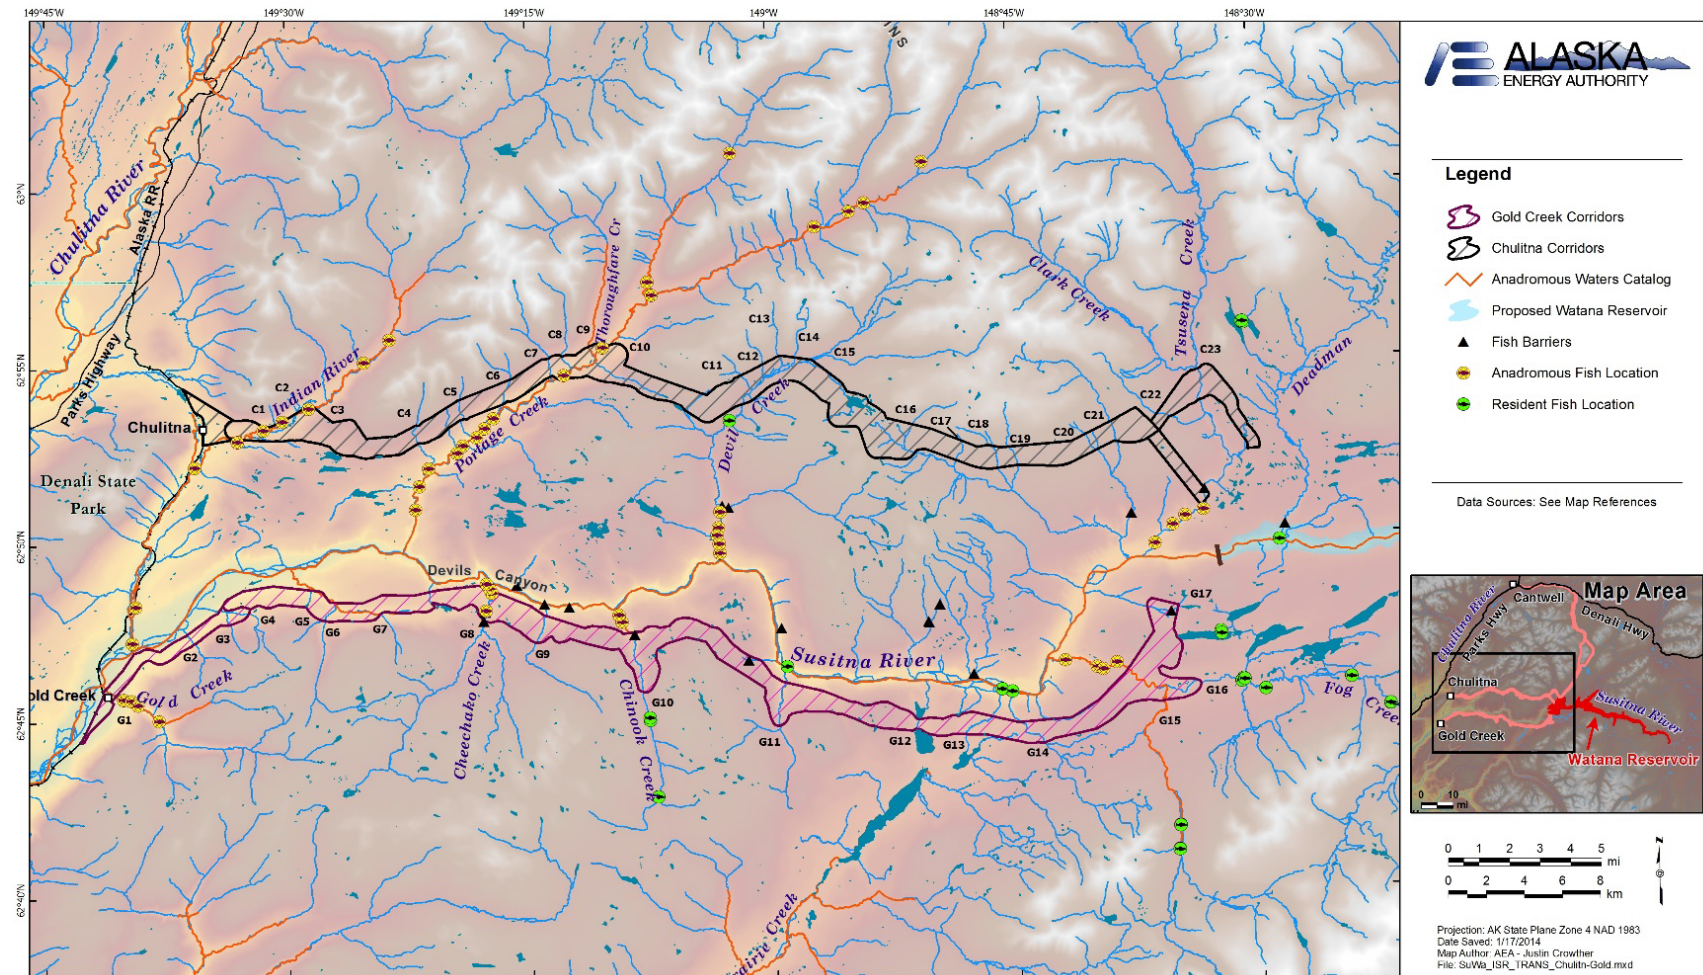 149°45'W
149°30'W
149°15'W
149°W
148°45'W
148°30'W
63°N
62°55'N
62°50'N
62°45'N
62°40'N
NS
Chulitna River
Alaska RR
Parks Highway
Chulitna
Denali State
Park
Indian River
Thoroughfare Cr
Portage Creek
Devil Creek
Clark Creek
Tsusena Creek
Deadman
C1
C2
C3
C4
C5
C6
C7
C8
C9
C10
C11
C12
C13
C14
C15
C16
C17
C18
C19
C20
C21
C22
C23
Devils Canyon
Susitna River
old Creek
Gold Creek
Cheechako Creek
Chinook Creek
Fog Cree
rairie Creek
G1
G2
G3
G4
G5
G6
G7
G8
G9
G10
G11
G12
G13
G14
G15
G16
G17
ALASKA
ENERGY AUTHORITY
Legend
Gold Creek Corridors
Chulitna Corridors
Anadromous Waters Catalog
Proposed Watana Reservoir
Fish Barriers
Anadromous Fish Location
Resident Fish Location
Data Sources: See Map References
Map Area
Cantwell
Denali Hwy
Chulitna River
Parks Hwy
Chulitna
Gold Creek
Susitna River
Watana Reservoir
0 10
mi
0 1 2 3 4 5
mi
0 2 4 6 8
km
N
Projection: AK State Plane Zone 4 NAD 1983
Date Saved: 1/17/2014
Map Author: AEA - Justin Crowther
File: SuWa_ISR_TRANS_Chulitn-Gold.mxd